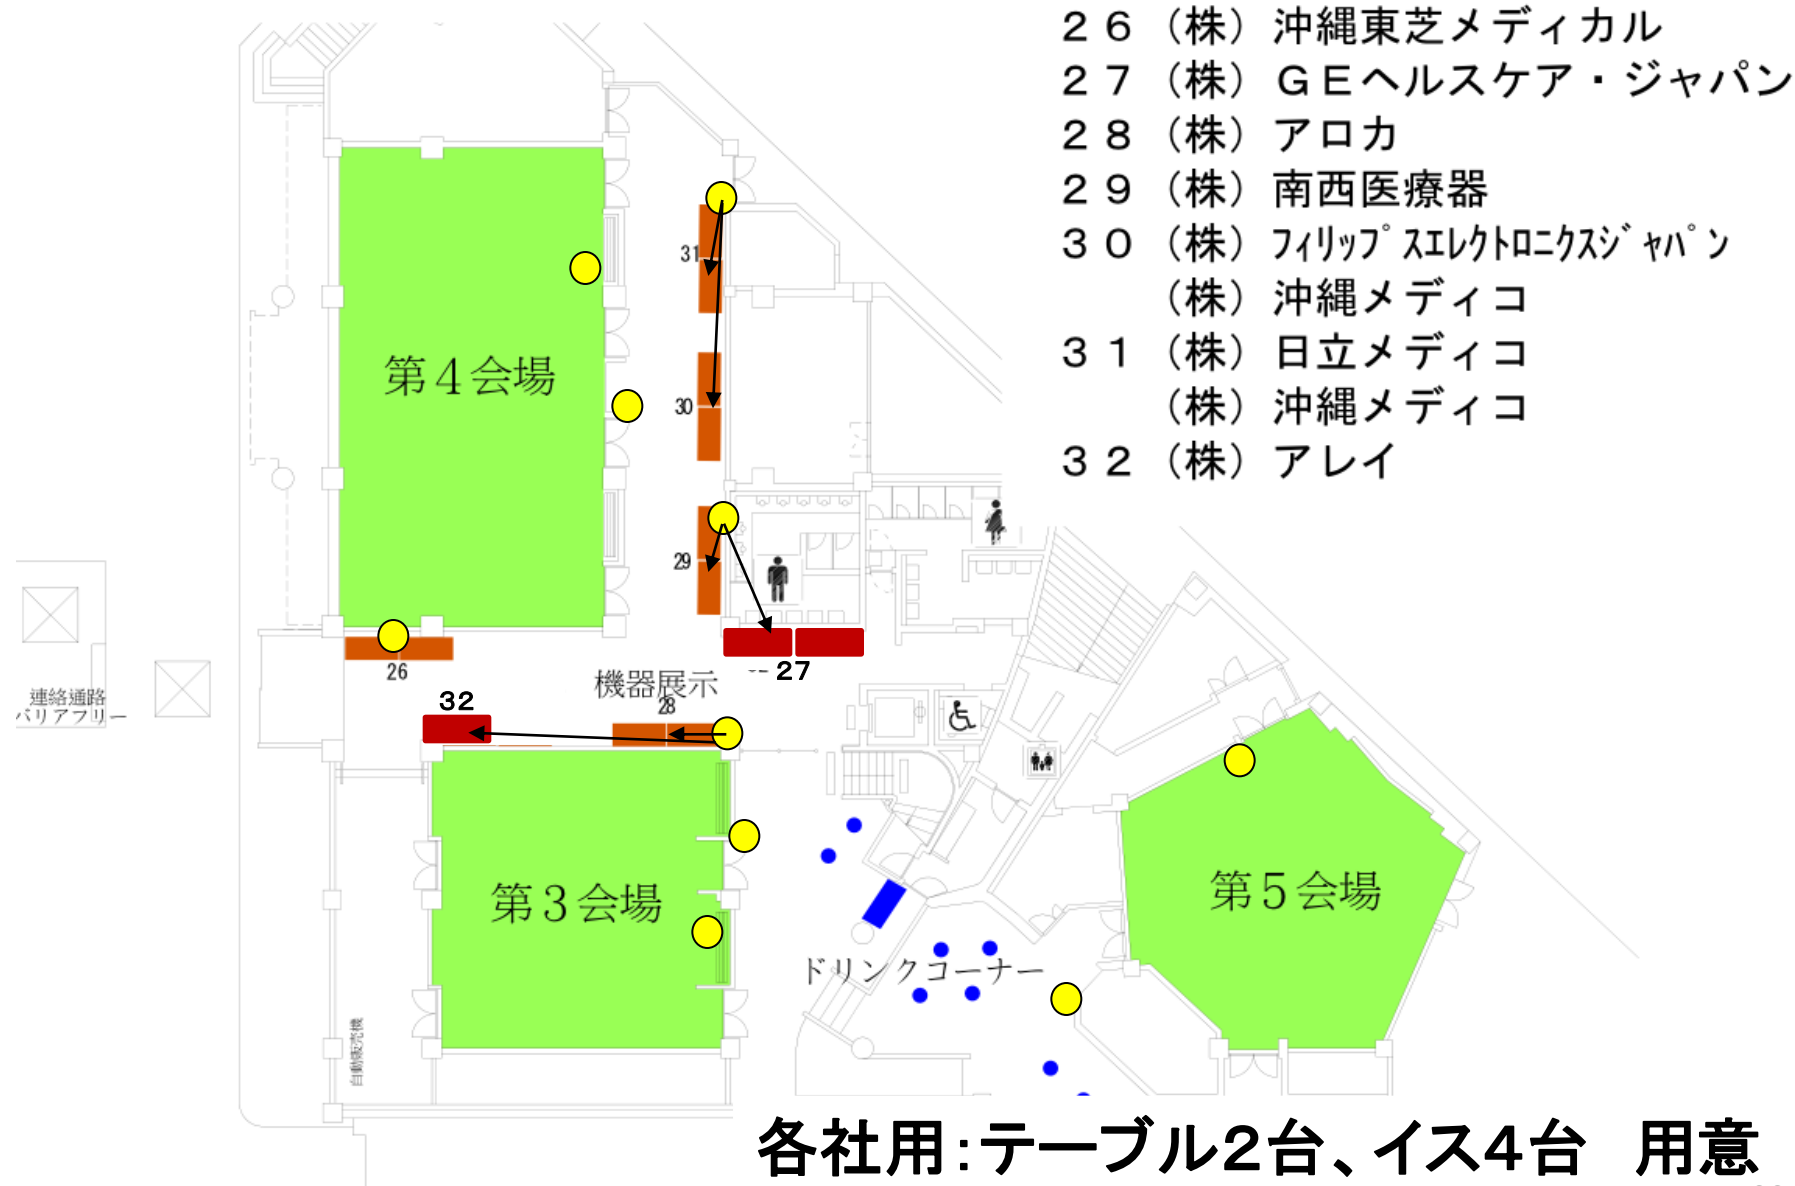 ２６（株）沖縄東芝メディカル
２７（株）ＧＥヘルスケア・ジャパン
２８（株）アロカ
２９（株）南西医療器
３０（株）ﾌｨﾘｯﾌﾟｽｴﾚｸﾄﾛﾆｸｽｼﾞｬﾊﾟﾝ
（株）沖縄メディコ
３１（株）日立メディコ
（株）沖縄メディコ
３２（株）アレイ
31
第４会場
30
29
26
機器展示
27
連絡通路
バリアフリー
32
28
第３会場
第５会場
ドリンクコーナー
自動販売機
各社用：テーブル２台、イス４台　用意